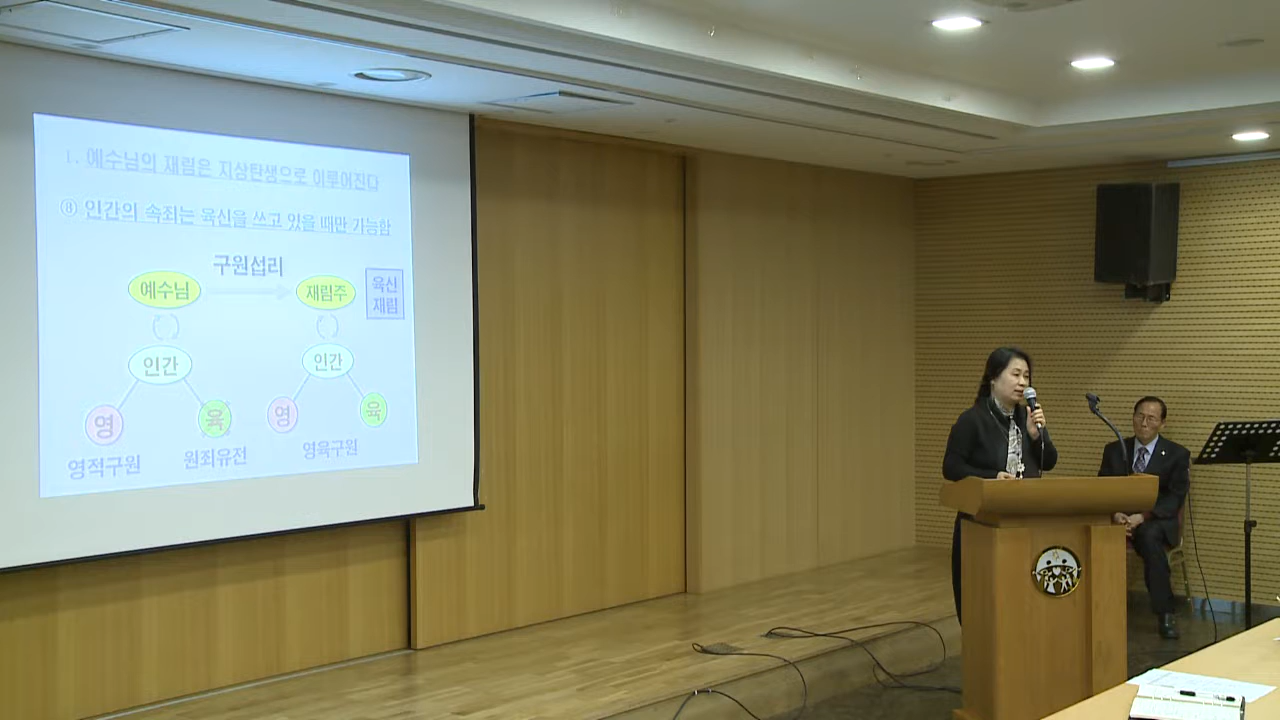 1. 예수님의 재림은 지상탄생으로 이루어진다
⑧ 인간의 속죄는 육신을 쓰고 있을 때만 가능함
구원섭리
예수님
재림주
육신
재림
인간
인간
영
육
영
육
영적구원
원죄유전
영육구원